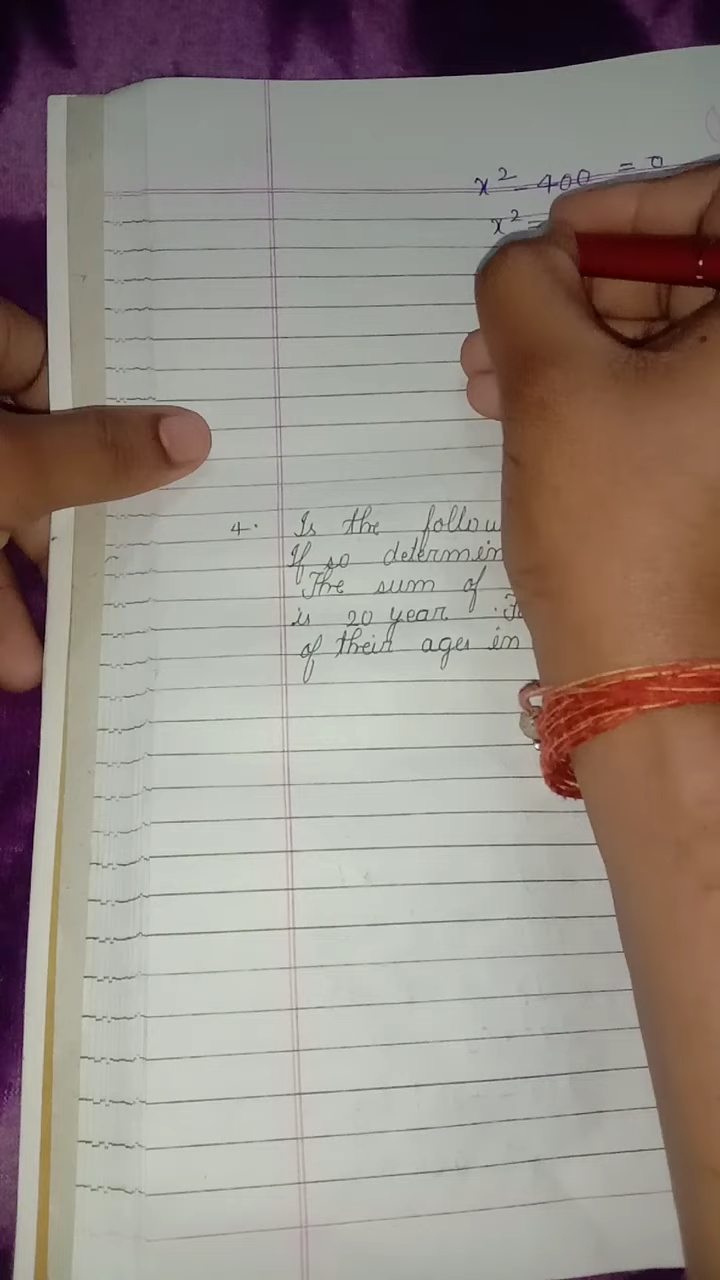 x² - 400 = 0
x² =
4. Is the follow
If so determin
The sum of
is 20 year .
of their ages in